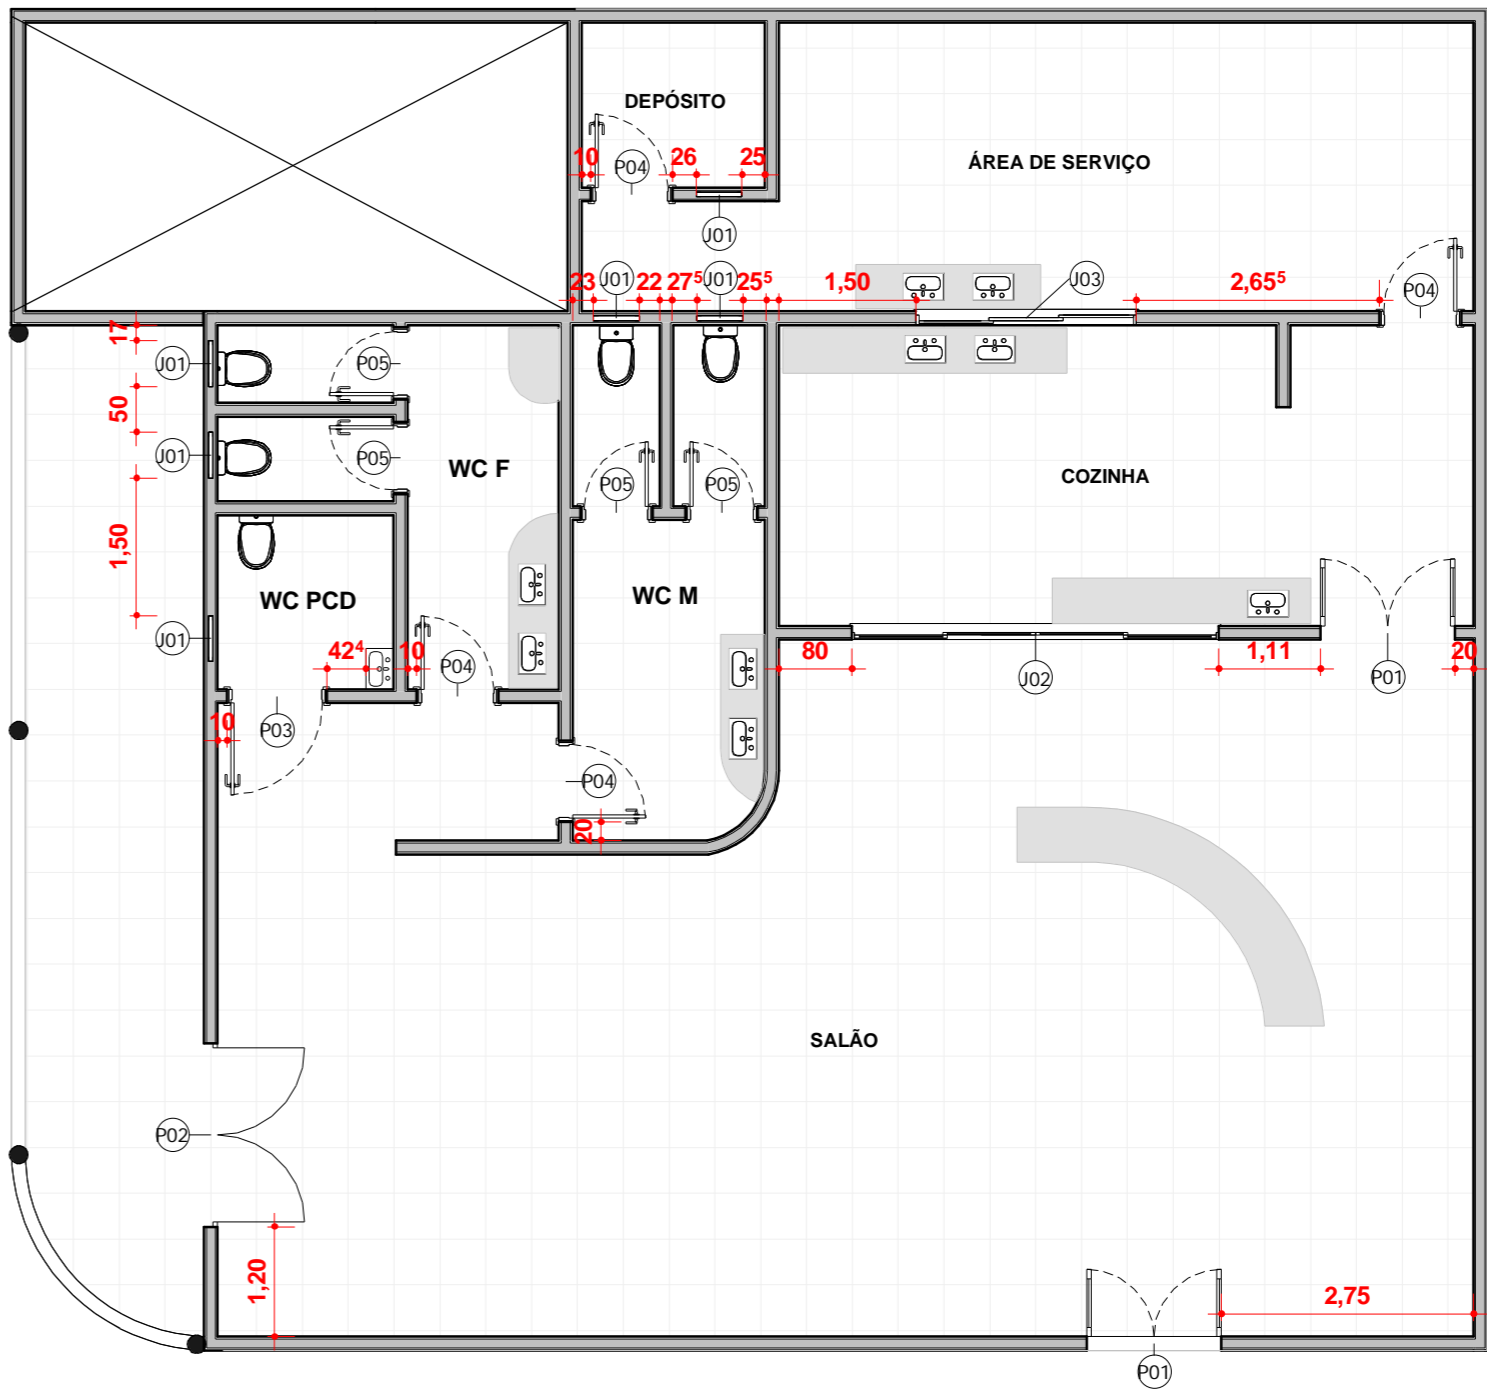 DEPÓSITO
10
P04
26
25
ÁREA DE SERVIÇO
J01
23
J01
22
27⁵
J01
25⁵
1,50
J03
2,65⁵
P04
17
J01
P05
50
J01
P05
WC F
P05
P05
COZINHA
1,50
WC PCD
WC M
J01
42⁴
10
P04
80
J02
1,11
P01
20
10
P03
P04
20
SALÃO
P02
1,20
2,75
P01